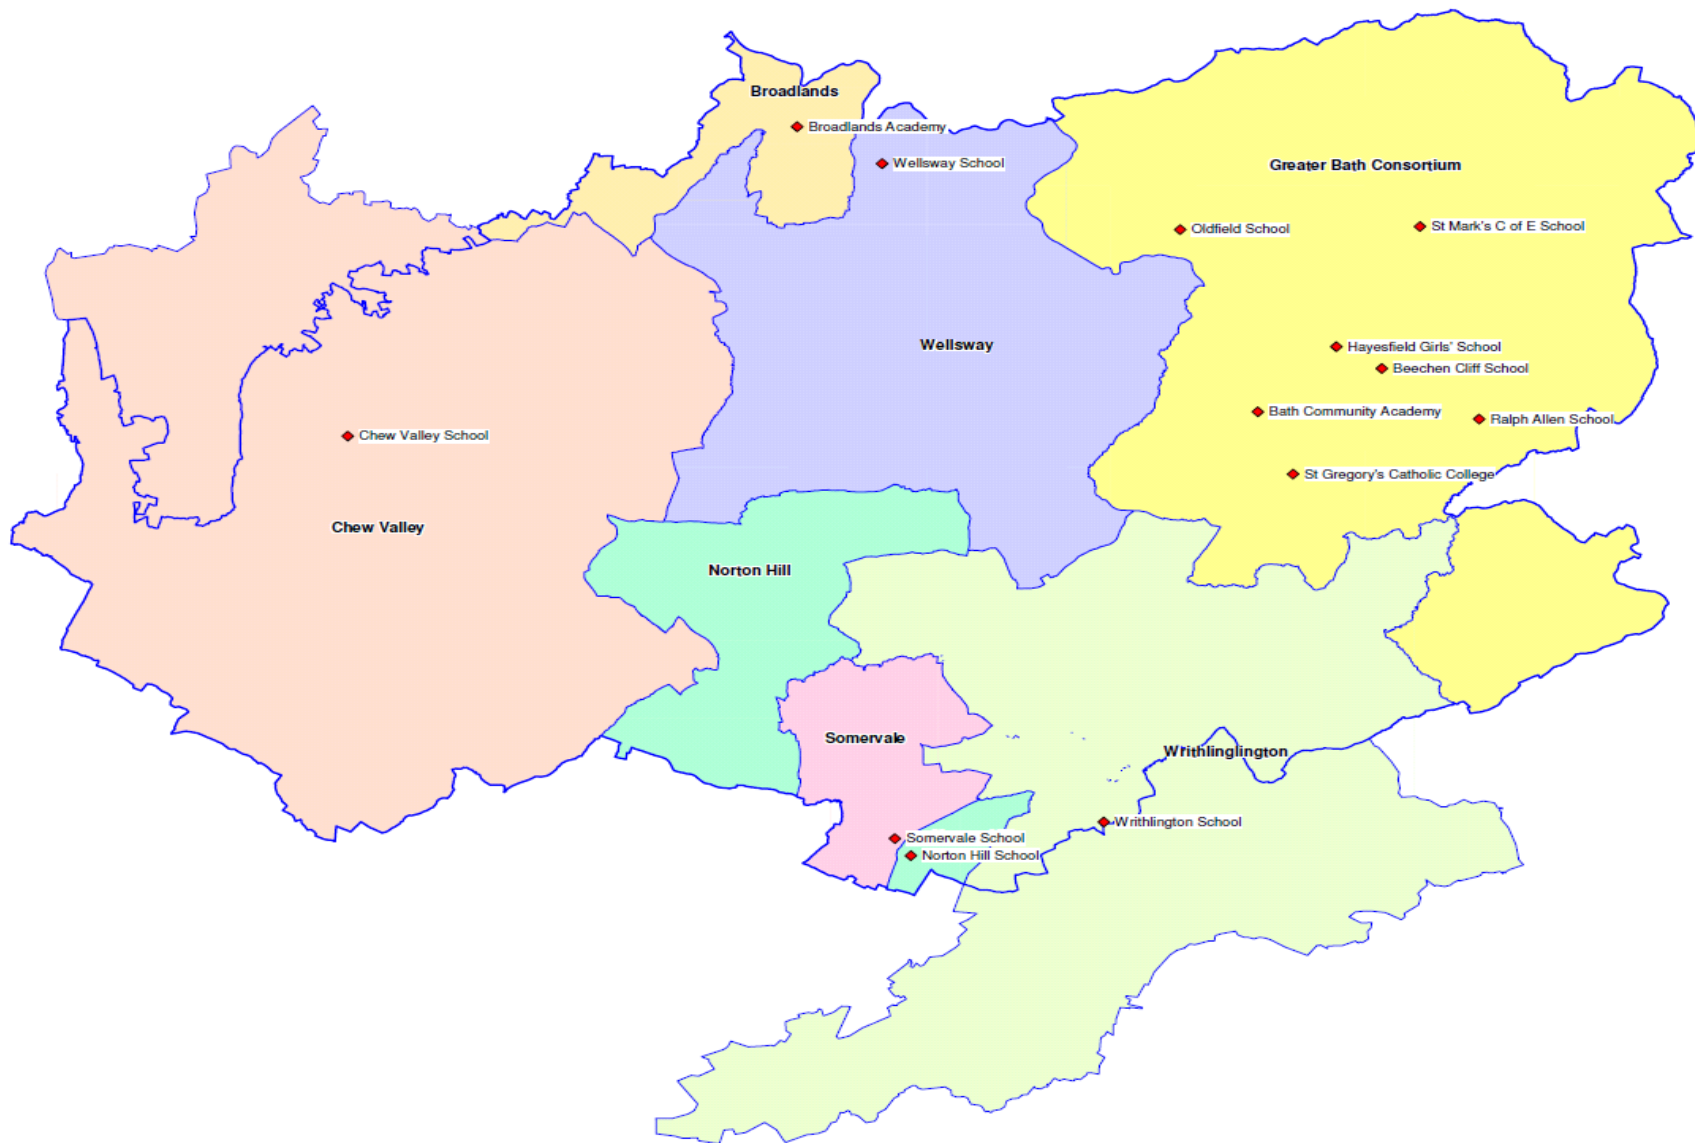 Broadlands
Broadlands Academy
Wellsway School
Greater Bath Consortium
Oldfield School
St Mark's C of E School
Wellsway
Hayesfield Girls' School
Beechen Cliff School
Bath Community Academy
Ralph Allen School
Chew Valley School
St Gregory's Catholic College
Chew Valley
Norton Hill
Somervale
Writhlinglington
Writhlington School
Somervale School
Norton Hill School